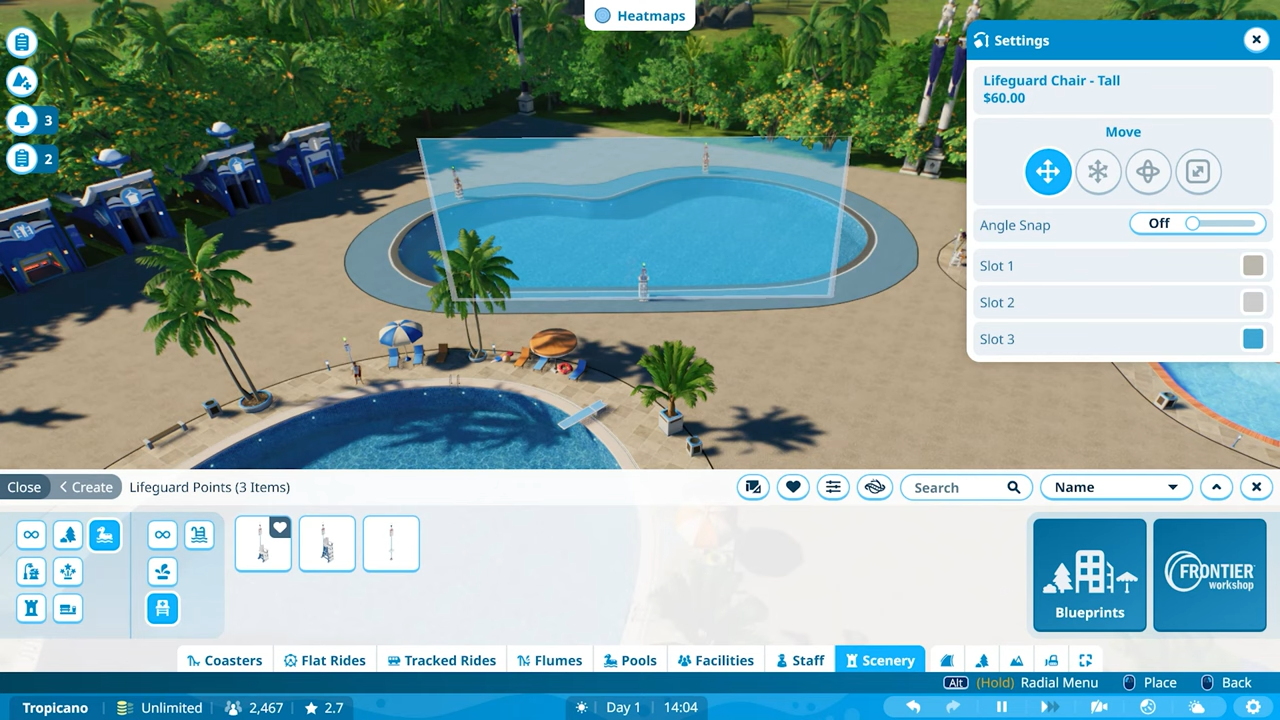 Heatmaps
3
2
Settings
Lifeguard Chair - Tall
$60.00
Move
Angle Snap
Off
Slot 1
Slot 2
Slot 3
Close
Create
Lifeguard Points (3 Items)
Search
Name
Blueprints
FRONTIER
workshop
Coasters
Flat Rides
Tracked Rides
Flumes
Pools
Facilities
Staff
Scenery
Alt (Hold) Radial Menu
Place
Back
Tropicano
Unlimited
2,467
2.7
Day 1
14:04